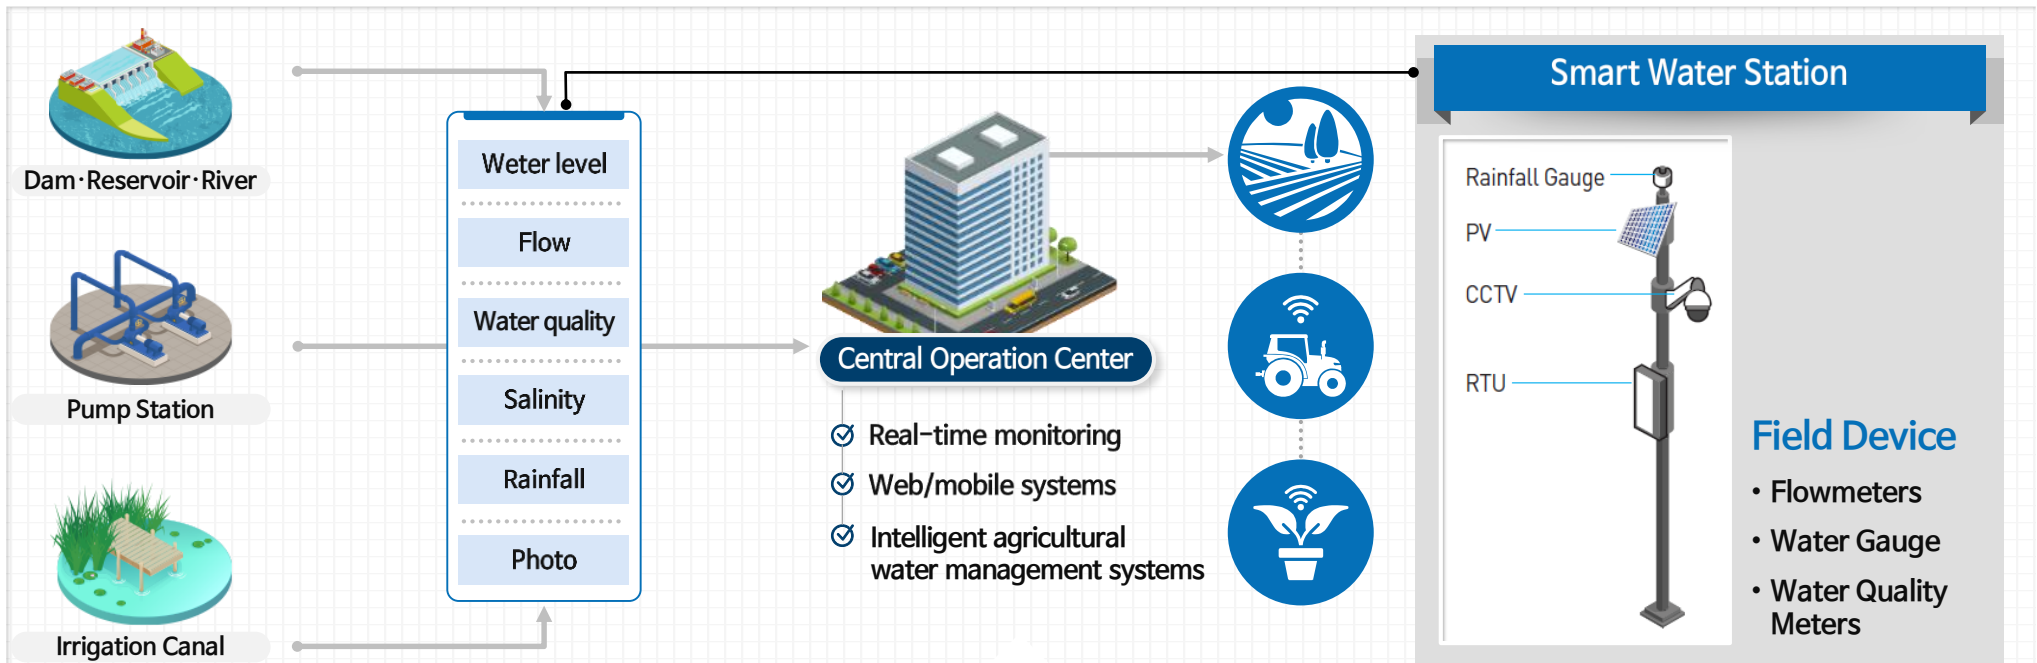 Dam·Reservoir·River
Pump Station
Irrigation Canal
Weter level
Flow
Water quality
Salinity
Rainfall
Photo
Central Operation Center
Real-time monitoring
Web/mobile systems
Intelligent agricultural
water management systems
Smart Water Station
Rainfall Gauge
PV
CCTV
RTU
Field Device
• Flowmeters
• Water Gauge
• Water Quality
Meters